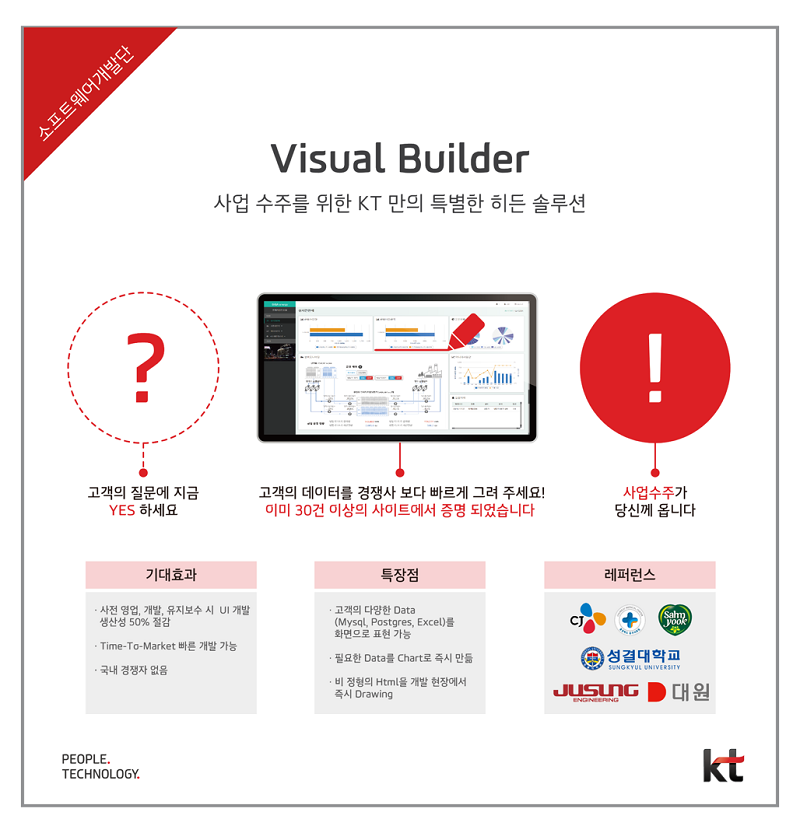 소프트웨어개발단
Visual Builder
사업 수주를 위한 KT 만의 특별한 히든 솔루션
?
!
고객의 질문에 지금
YES 하세요
고객의 데이터를 경쟁사 보다 빠르게 그려 주세요!
이미 30건 이상의 사이트에서 증명 되었습니다
사업수주가
당신께 옵니다
기대효과
· 사전 영업, 개발, 유지보수 시 UI 개발
생산성 50% 절감
· Time-To-Market 빠른 개발 가능
· 국내 경쟁자 없음
특장점
· 고객의 다양한 Data
(Mysql, Postgres, Excel)를
화면으로 표현 가능
· 필요한 Data를 Chart로 즉시 만듦
· 비 정형의 Html을 개발 현장에서
즉시 Drawing
레퍼런스
CJ
Sahm
yook
성결대학교
SUNGKYUL UNIVERSITY
JUSUNG
ENGINEERING
대원
PEOPLE.
TECHNOLOGY.
kt